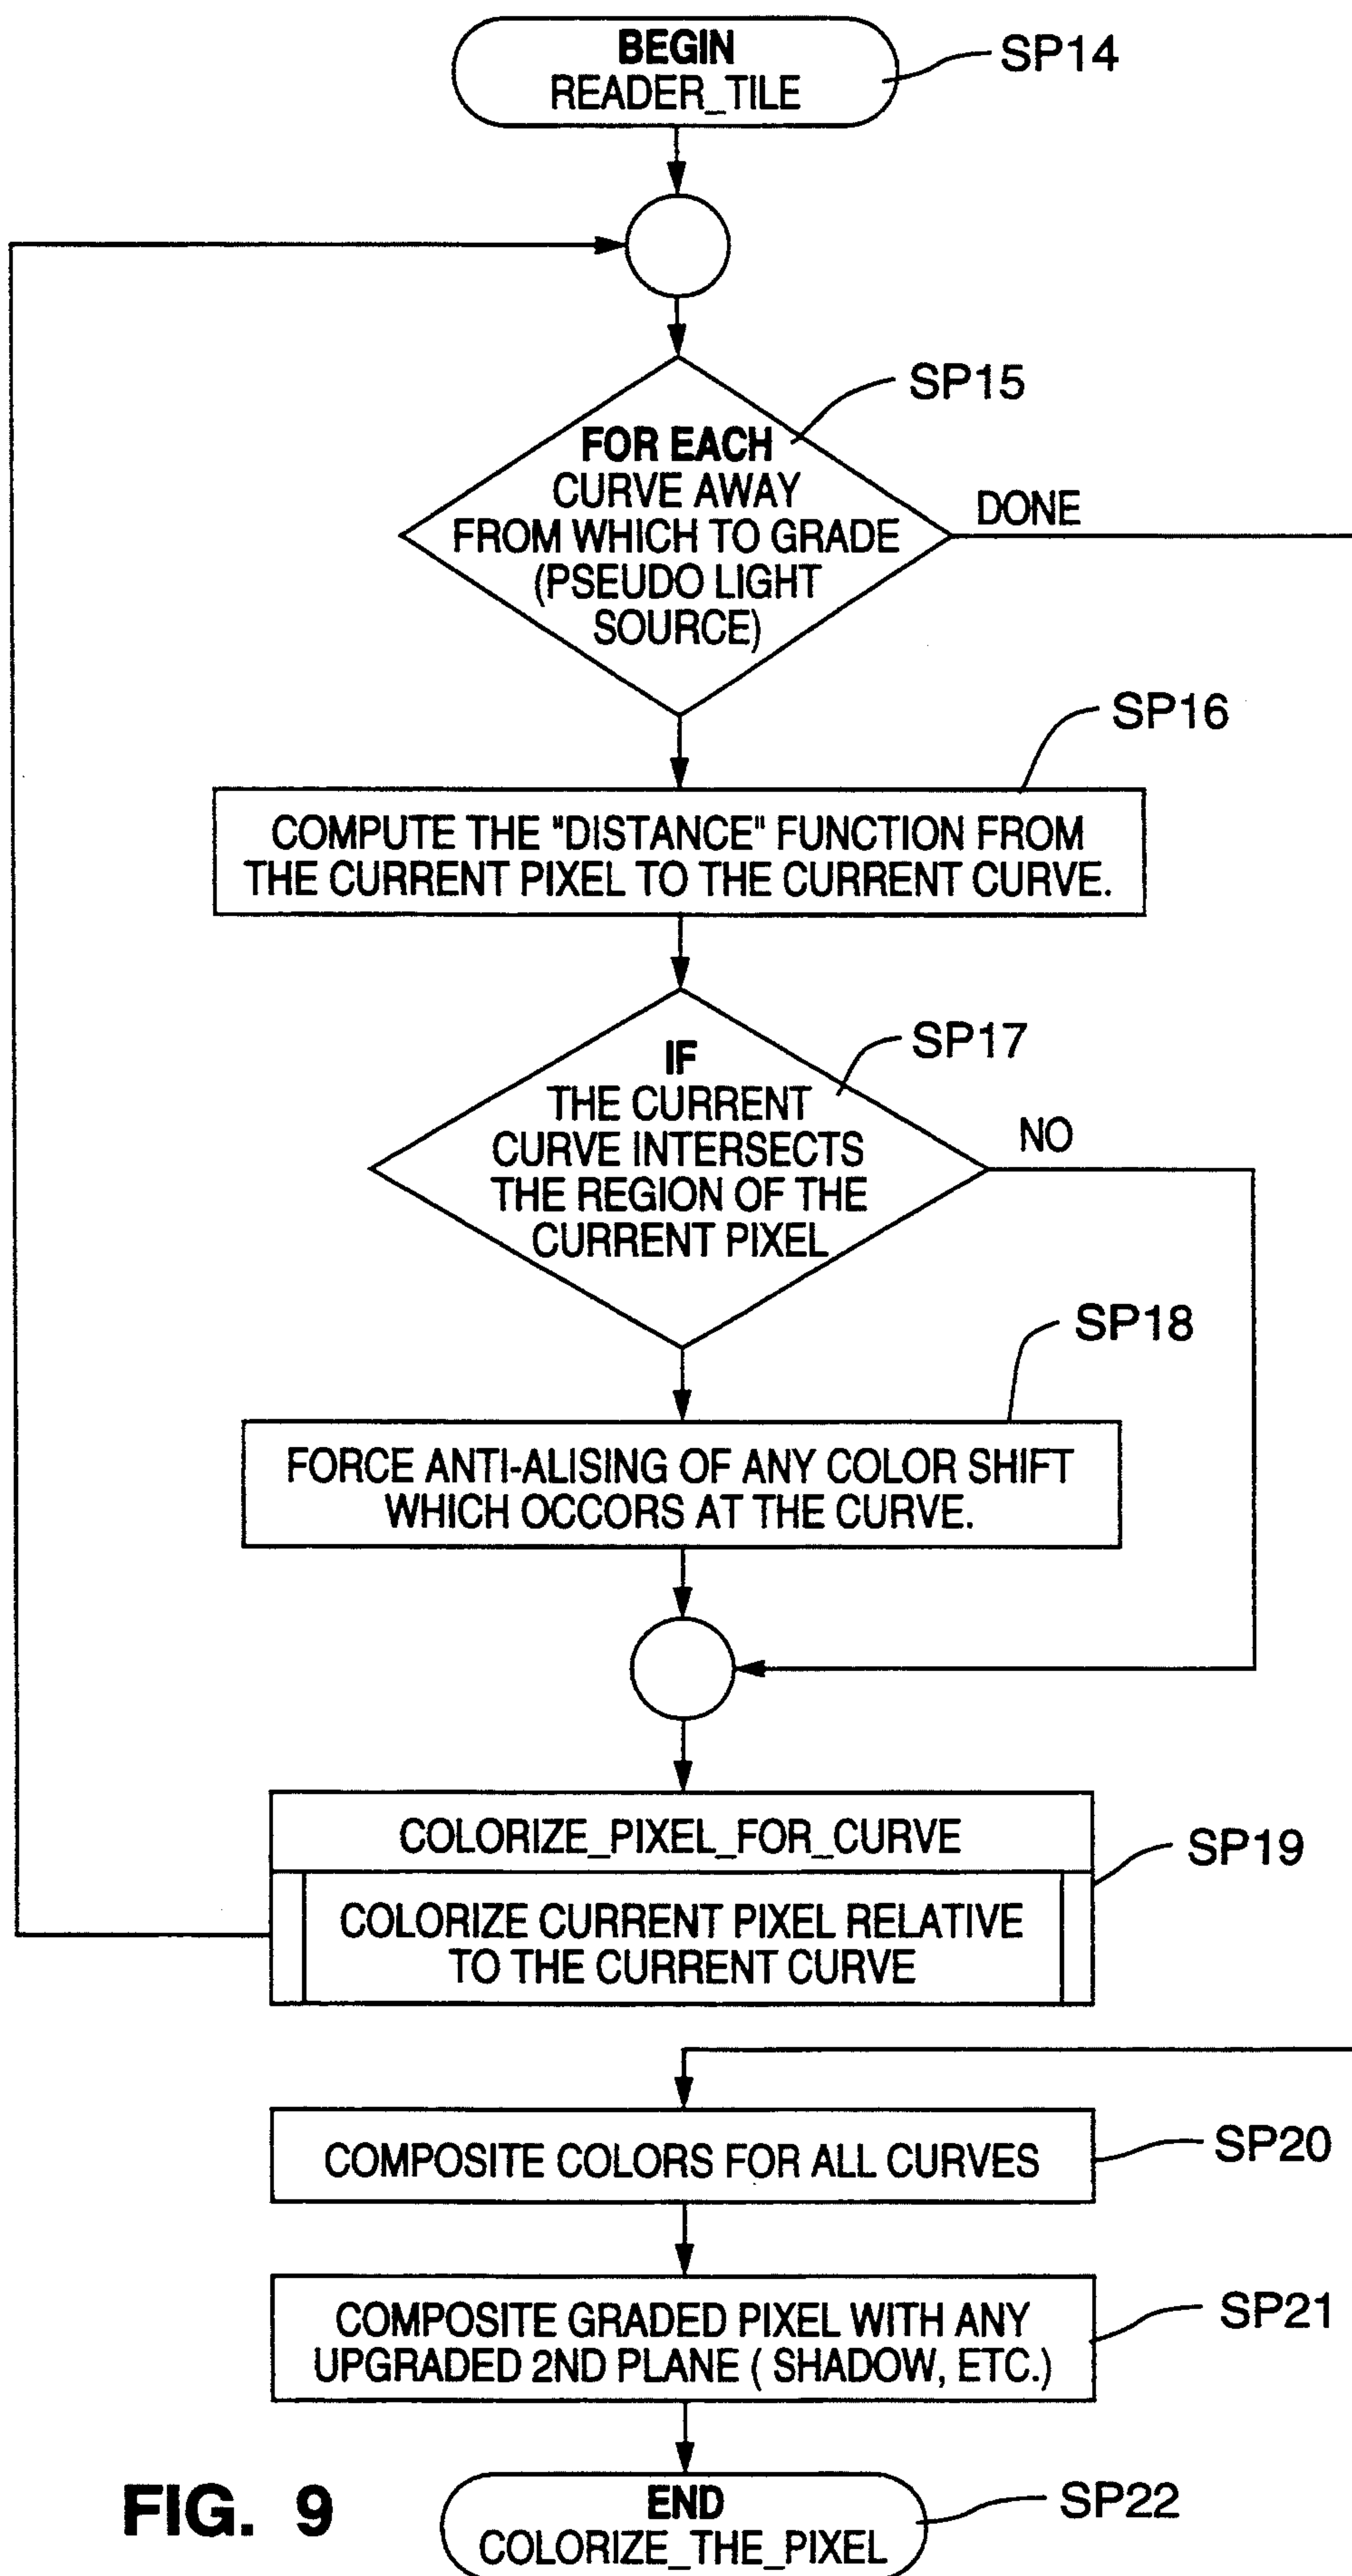 BEGIN
READER_TILE
SP14
SP15
FOR EACH
CURVE AWAY
FROM WHICH TO GRADE
(PSEUDO LIGHT
SOURCE)
DONE
SP16
COMPUTE THE "DISTANCE" FUNCTION FROM
THE CURRENT PIXEL TO THE CURRENT CURVE.
SP17
IF
THE CURRENT
CURVE INTERSECTS
THE REGION OF THE
CURRENT PIXEL
NO
SP18
FORCE ANTI-ALISING OF ANY COLOR SHIFT
WHICH OCCORS AT THE CURVE.
COLORIZE_PIXEL_FOR_CURVE
SP19
COLORIZE CURRENT PIXEL RELATIVE
TO THE CURRENT CURVE
COMPOSITE COLORS FOR ALL CURVES
SP20
COMPOSITE GRADED PIXEL WITH ANY
UPGRADED 2ND PLANE ( SHADOW, ETC.)
SP21
END
COLORIZE_THE_PIXEL
SP22
FIG. 9